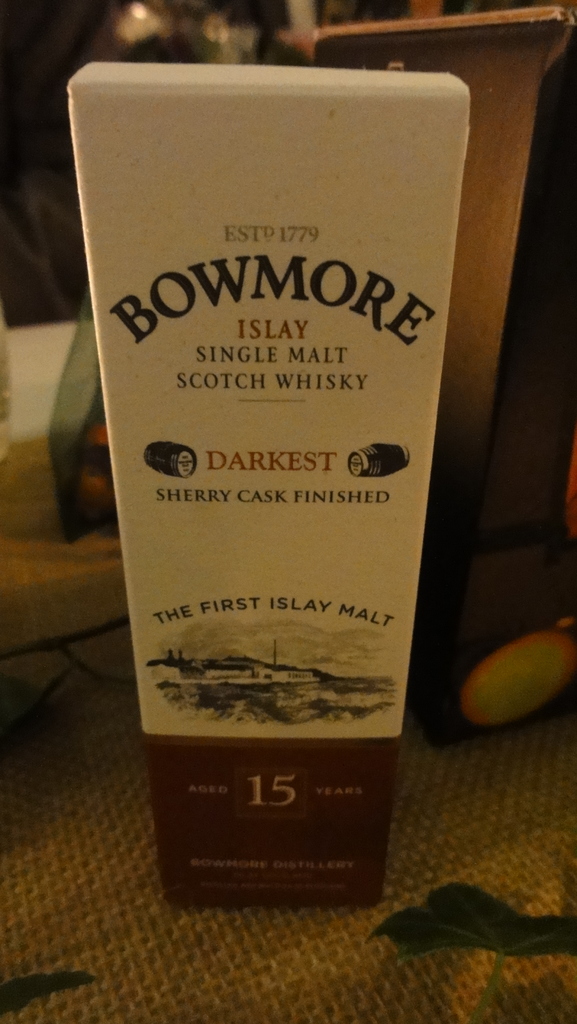 ESTD 1779
BOWMORE
ISLAY
SINGLE MALT
SCOTCH WHISKY
DARKEST
SHERRY CASK FINISHED
THE FIRST ISLAY MALT
AGED 15 YEARS
BOWMORE DISTILLERY